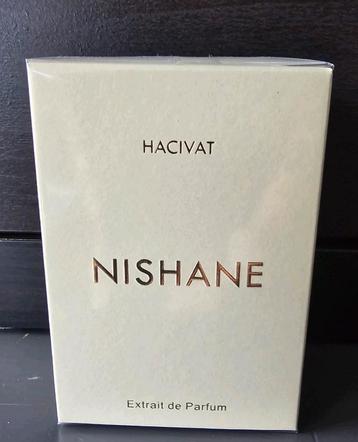 HACIVAT
NISHANE
Extrait de Parfum